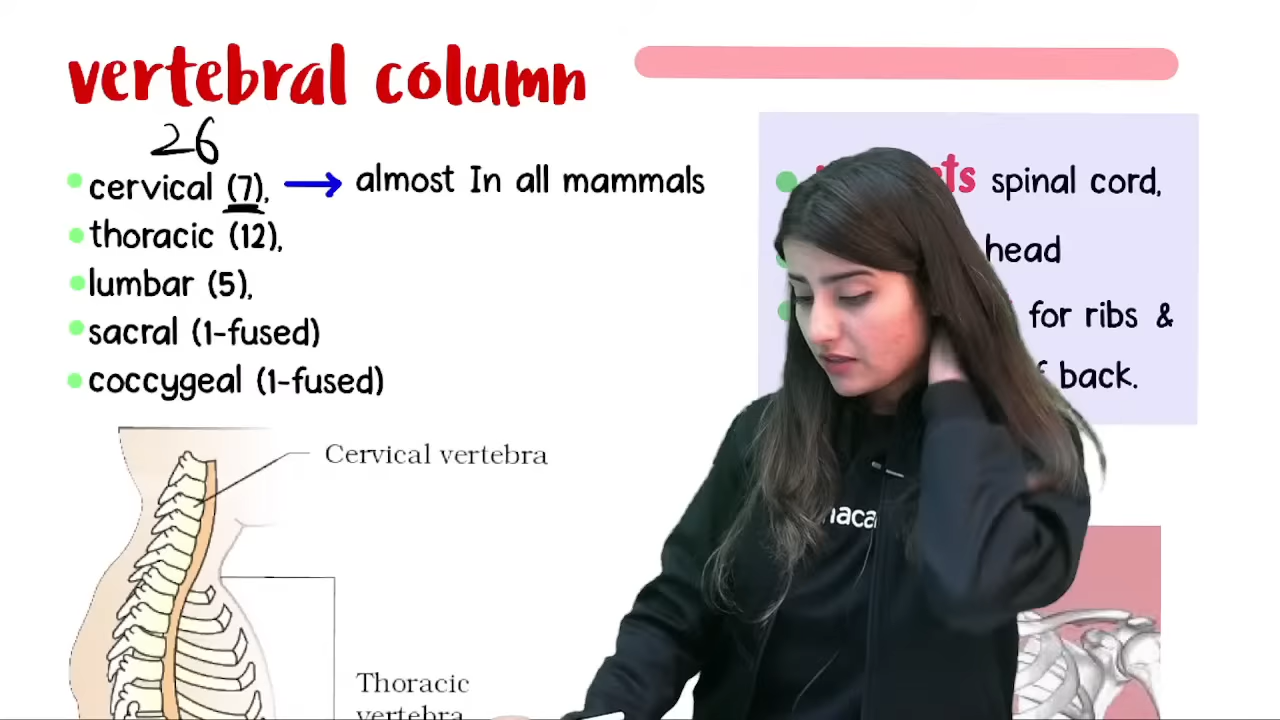 vertebral column
26
cervical (7), → almost In all mammals
thoracic (12),
lumbar (5),
sacral (1-fused)
coccygeal (1-fused)
spinal cord,
head
for ribs &
back.
Cervical vertebra
Thoracic
vertebra